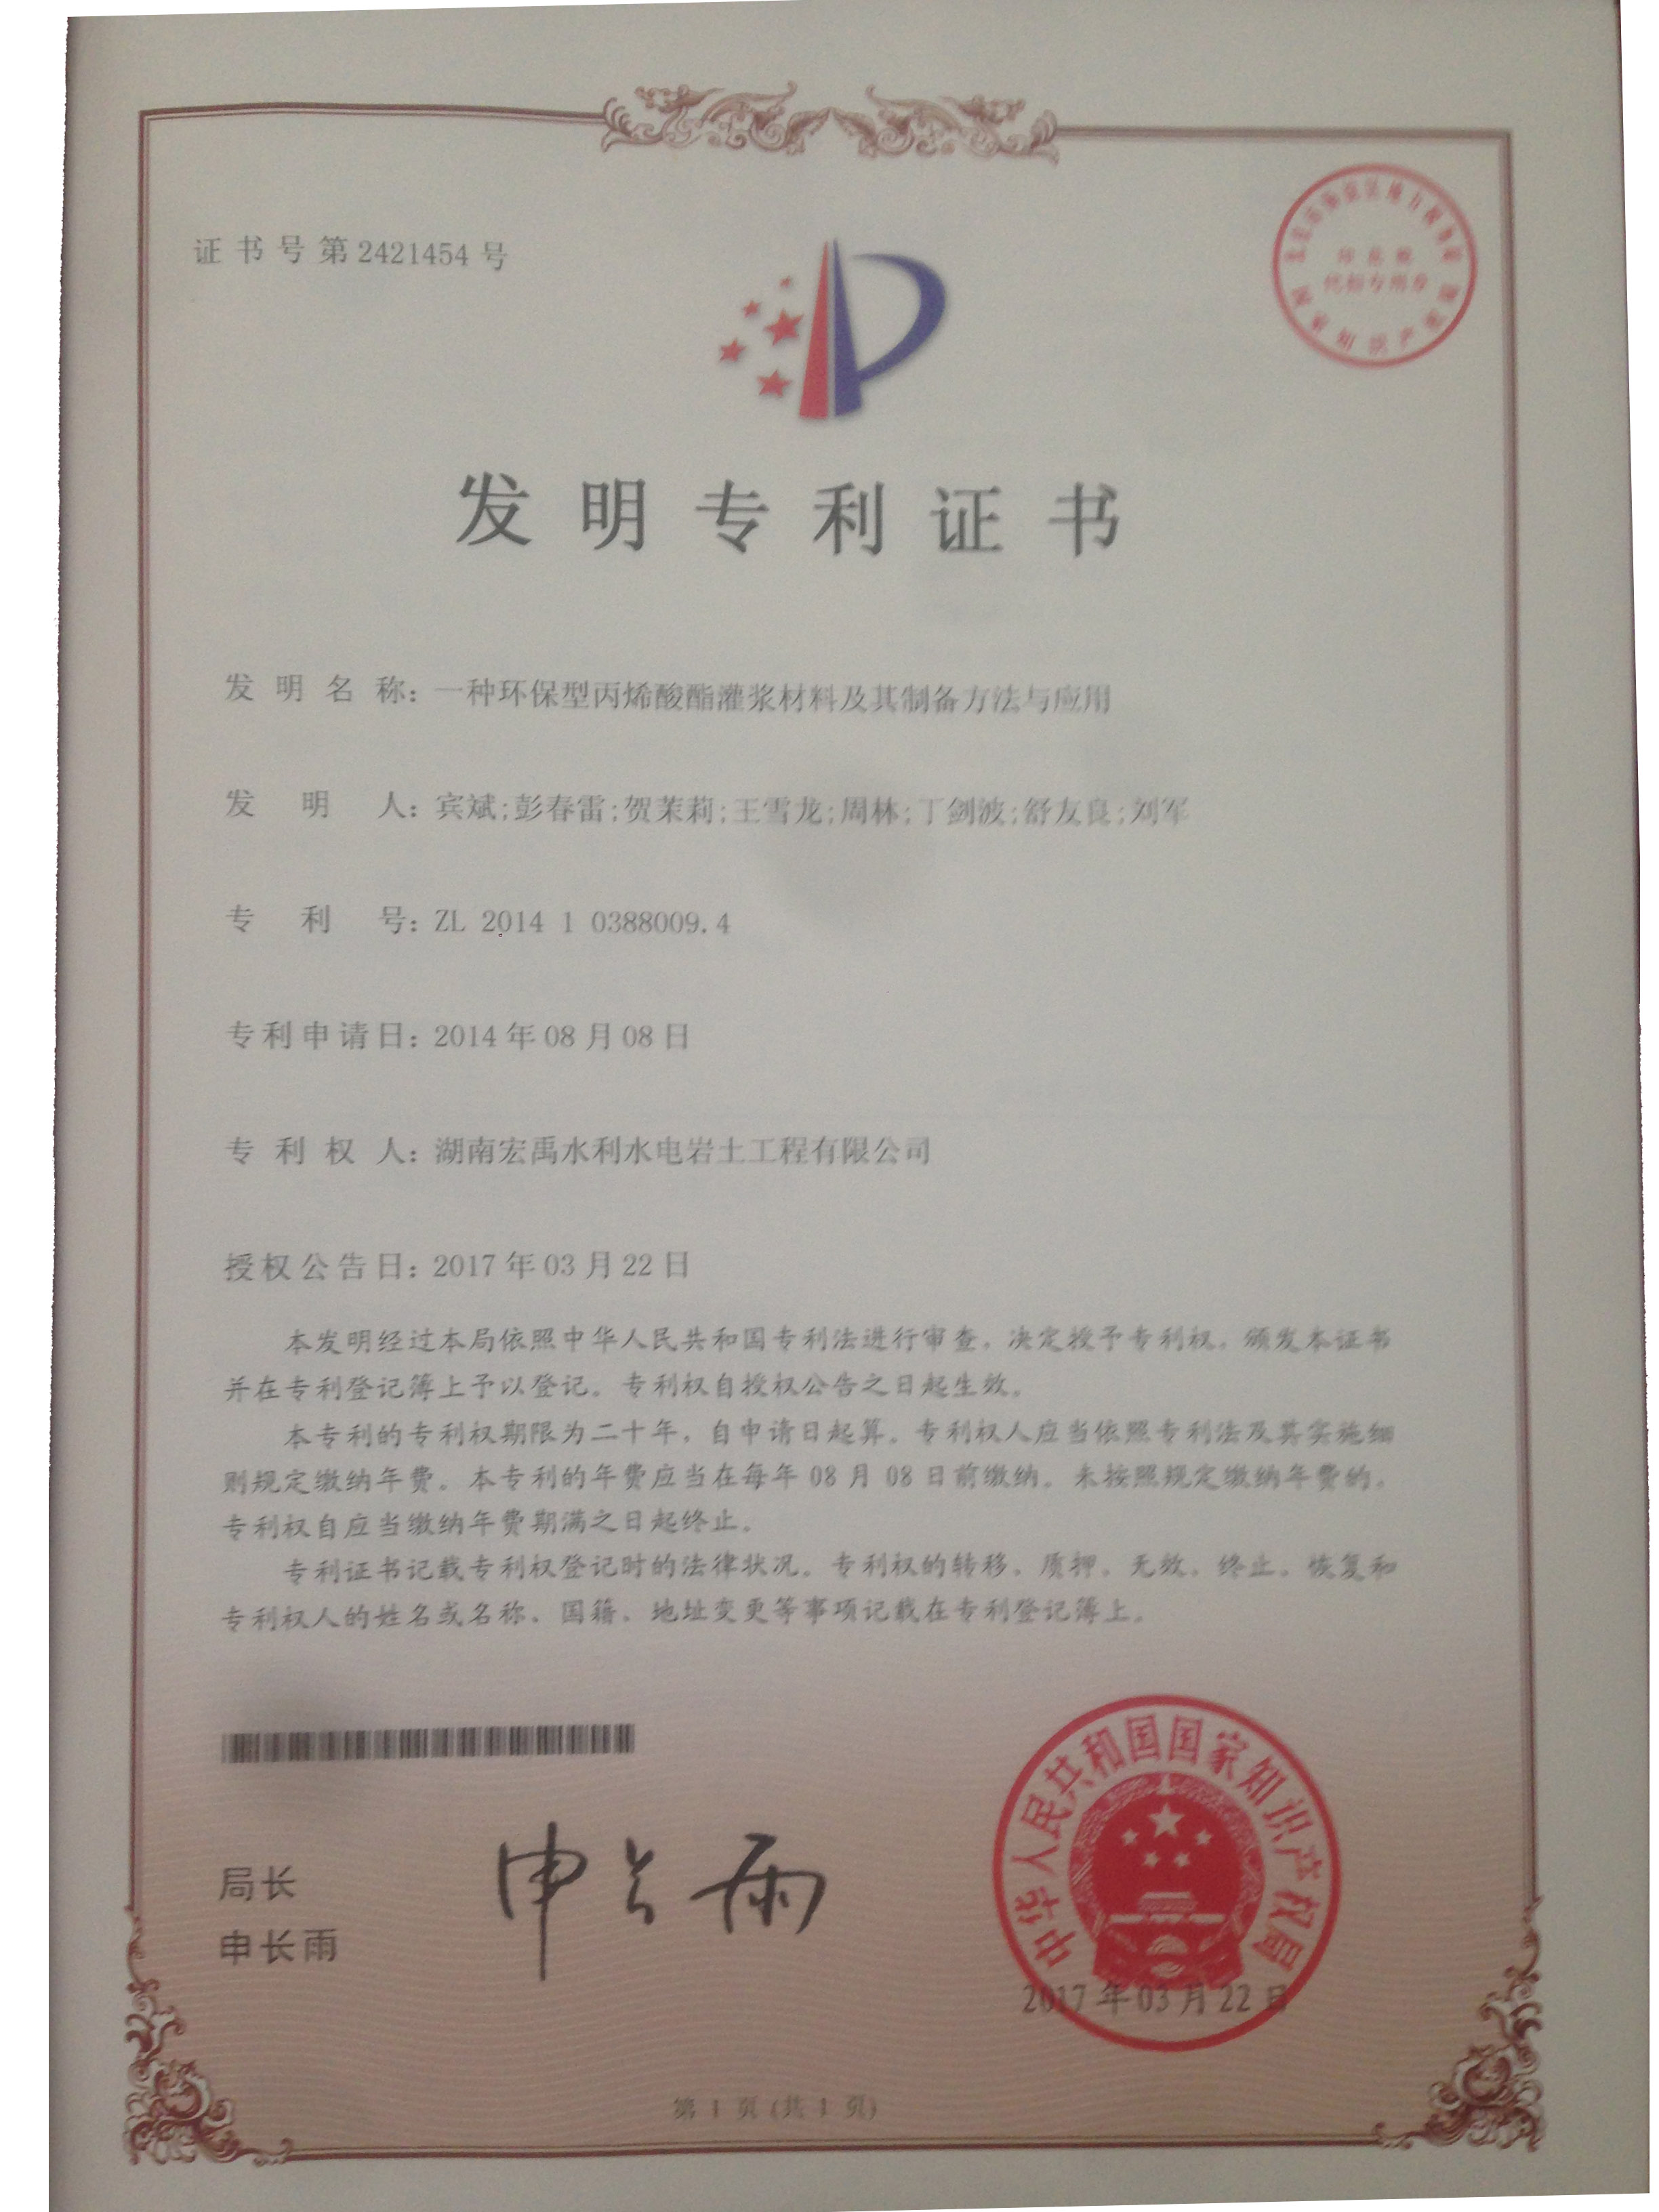 证书号第2421454号
发明专利证书
发明名称：一种环保型丙烯酸酯灌浆材料及其制备方法与应用
发明人：宾斌;彭春雷;贺茉莉;王雪龙;周林;丁剑波;舒友良;刘军
专利号：ZL 2014 1 0388009.4
专利申请日：2014年08月08日
专利权人：湖南宏禹水利水电岩土工程有限公司
授权公告日：2017年03月22日
本发明经过本局依照中华人民共和国专利法进行审查，决定授予专利权，颁发本证书
并在专利登记簿上予以登记。专利权自授权公告之日起生效。
本专利的专利权期限为二十年，自申请日起算。专利权人应当依照专利法及其实施细
则规定缴纳年费。本专利的年费应当在每年08月08日前缴纳。未按照规定缴纳年费的，
专利权自应当缴纳年费期满之日起终止。
专利证书记载专利权登记时的法律状况。专利权的转移、质押、无效、终止、恢复和
专利权人的姓名或名称、国籍、地址变更等事项记载在专利登记簿上。
局长
申长雨
申长雨
中华人民共和国国家知识产权局
2017年03月22日
第1页(共1页)